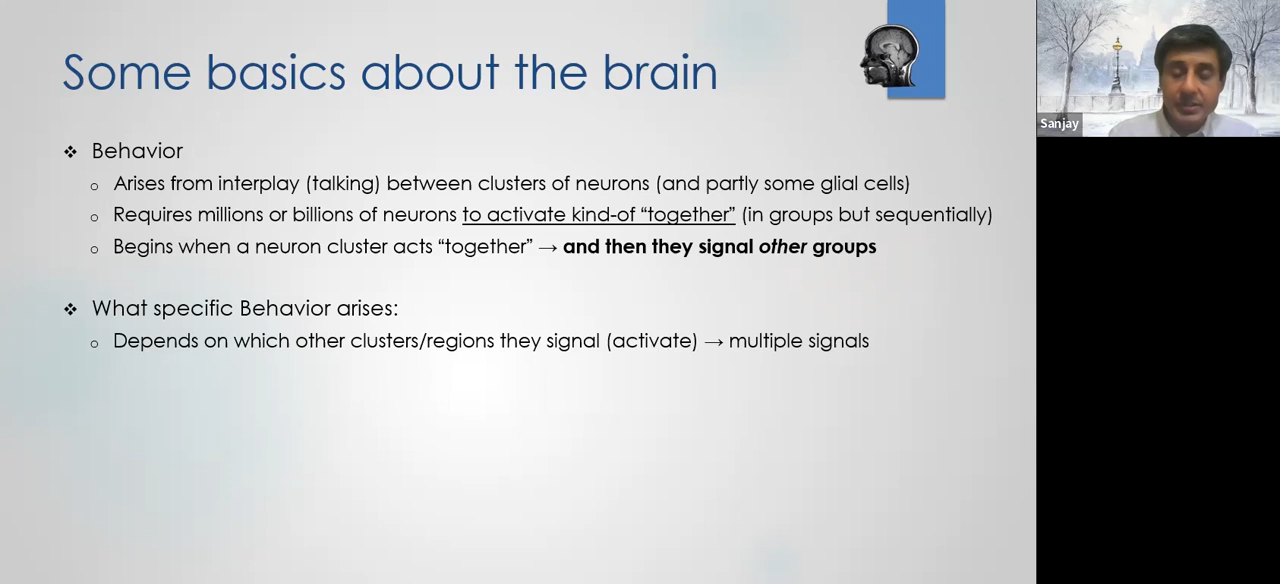 Some basics about the brain
❖ Behavior
○ Arises from interplay (talking) between clusters of neurons (and partly some glial cells)
○ Requires millions or billions of neurons to activate kind-of “together” (in groups but sequentially)
○ Begins when a neuron cluster acts “together” → and then they signal other groups
❖ What specific Behavior arises:
○ Depends on which other clusters/regions they signal (activate) → multiple signals
Sanjay